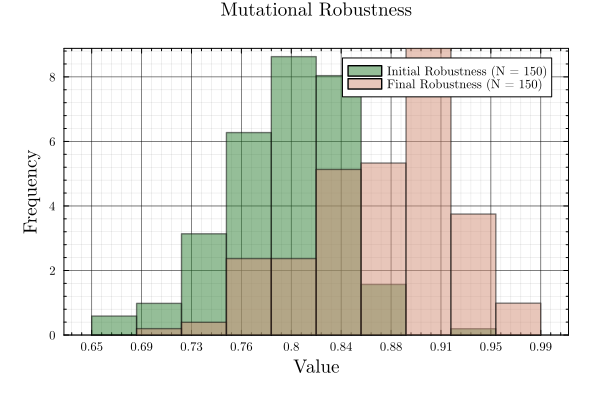 Mutational Robustness
Initial Robustness (N = 150)
Final Robustness (N = 150)
Frequency
8
6
4
2
0
0.65 0.69 0.73 0.76 0.8 0.84 0.88 0.91 0.95 0.99
Value